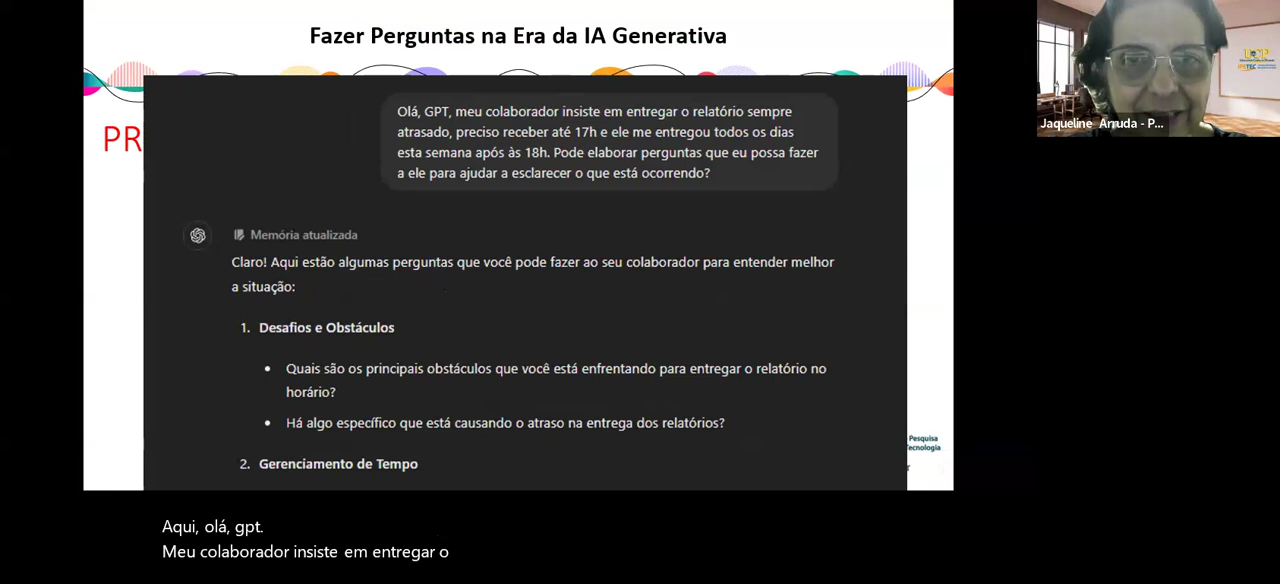 Fazer Perguntas na Era da IA Generativa
PR
Olá, GPT, meu colaborador insiste em entregar o relatório sempre
atrasado, preciso receber até 17h e ele me entregou todos os dias
esta semana após às 18h. Pode elaborar perguntas que eu possa fazer
a ele para ajudar a esclarecer o que está ocorrendo?
Memória atualizada
Claro! Aqui estão algumas perguntas que você pode fazer ao seu colaborador para entender melhor
a situação:
1. Desafios e Obstáculos
• Quais são os principais obstáculos que você está enfrentando para entregar o relatório no
horário?
• Há algo específico que está causando o atraso na entrega dos relatórios?
2. Gerenciamento de Tempo
Pesquisa
Tecnologia
r
Jaqueline Arruda - P...
Aqui, olá, gpt.
Meu colaborador insiste em entregar o